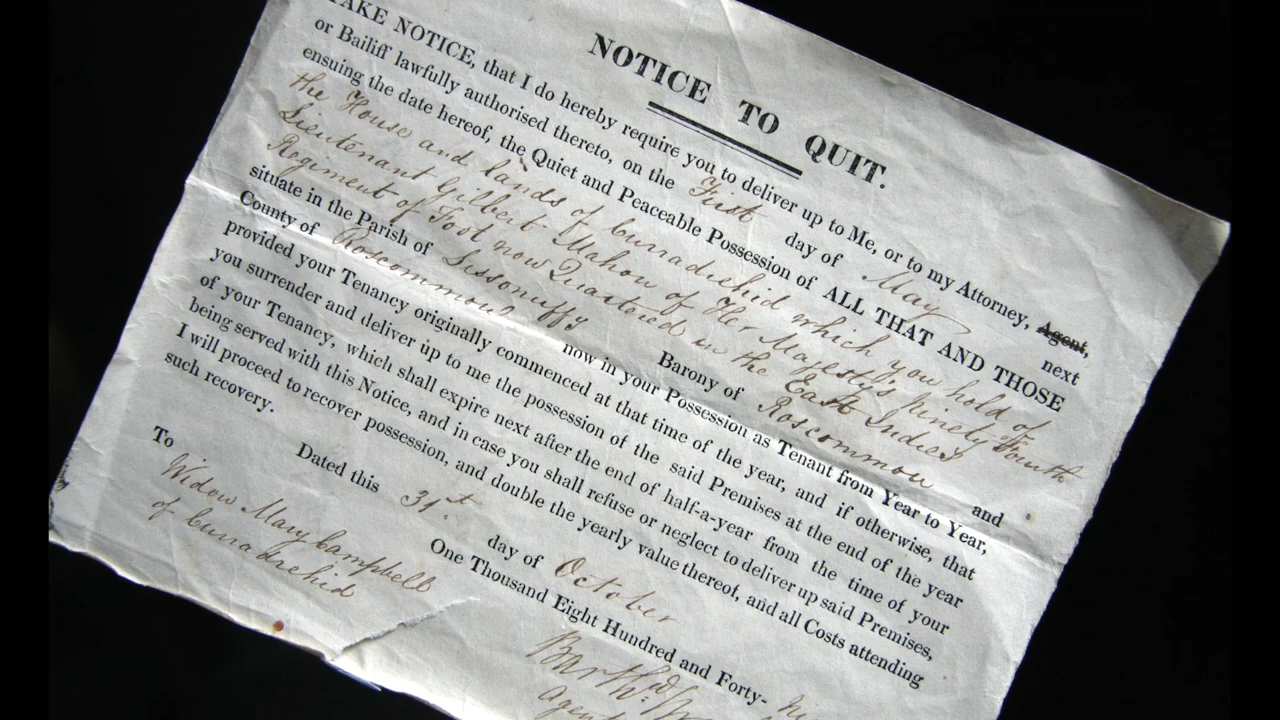 NOTICE TO QUIT.
TAKE NOTICE, that I do hereby require you to deliver up to Me, or to my Attorney, Agent,
or Bailiff lawfully authorised thereto, on the First day of May next
ensuing the date hereof, the Quiet and Peaceable Possession of ALL THAT AND THOSE
the House and lands of Curradrehid which you hold of
Lieutenant Gilbert Mahon of Her Majesty's Ninety Fourth
Regiment of Foot now Quartered in the East Indies
situate in the Parish of Lissonuffy Barony of Roscommon and
County of Roscommon now in your Possession as Tenant from Year to Year,
provided your Tenancy originally commenced at that time of the year, and if otherwise, that
you surrender and deliver up to me the possession of the said Premises at the end of the year
of your Tenancy, which shall expire next after the end of half-a-year from the time of your
being served with this Notice, and in case you shall refuse or neglect to deliver up said Premises,
I will proceed to recover possession, and double the yearly value thereof, and all Costs attending
such recovery.
Dated this 31st. day of October
One Thousand Eight Hundred and Forty-
To
Widow Mary Campbell
of Curradrehid